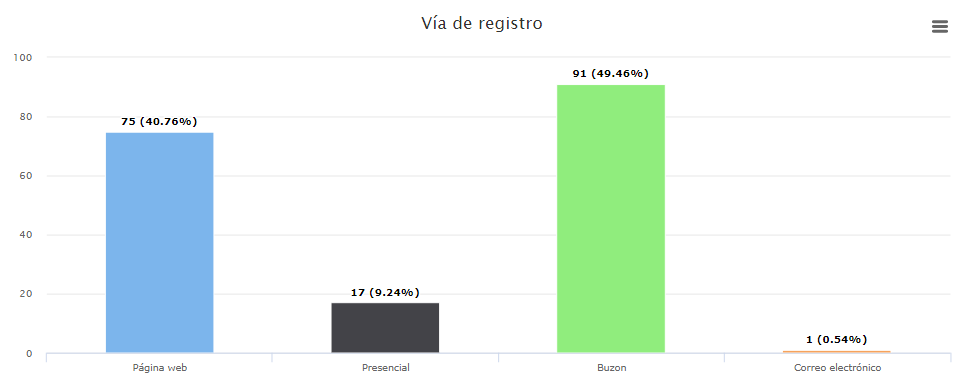 Vía de registro
100
80
60
40
20
0
75 (40.76%)
17 (9.24%)
91 (49.46%)
1 (0.54%)
Página web
Presencial
Buzon
Correo electrónico